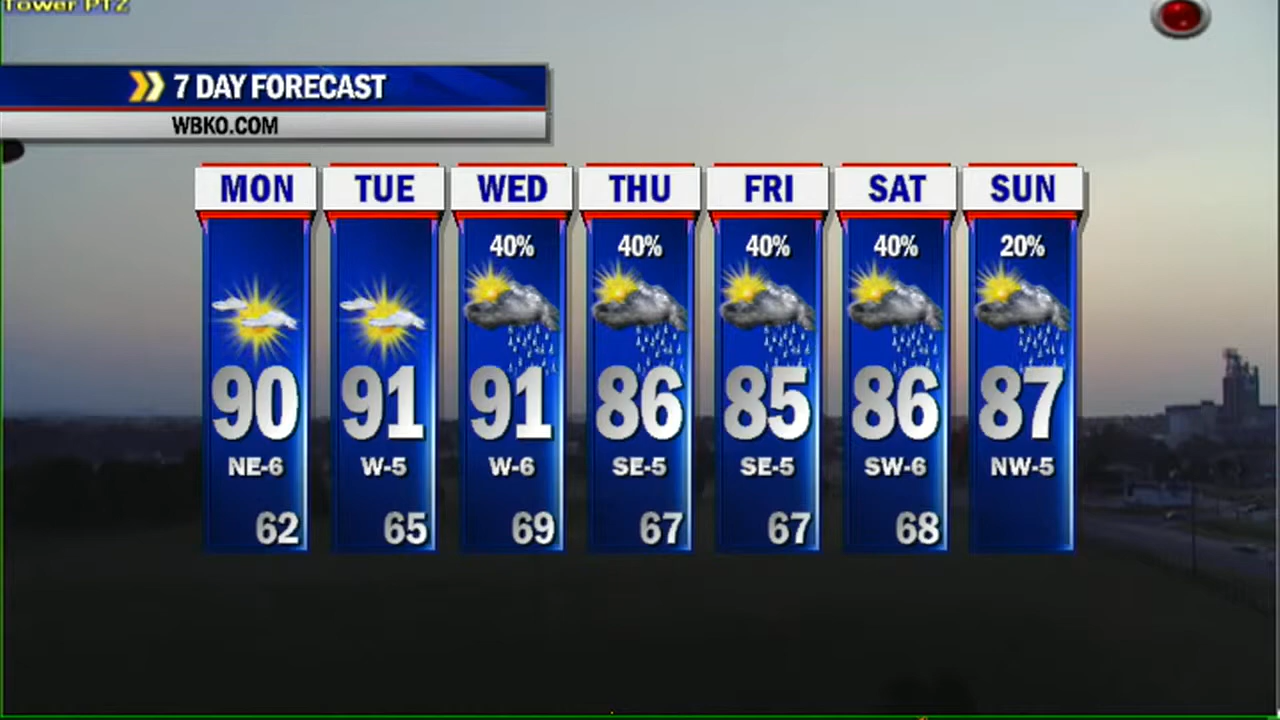 Tower PTZ
7 DAY FORECAST
WBKO.COM
MON TUE WED THU FRI SAT SUN
40% 40% 40% 40% 20%
90 91 91 86 85 86 87
NE-6 W-5 W-6 SE-5 SE-5 SW-6 NW-5
62 65 69 67 67 68